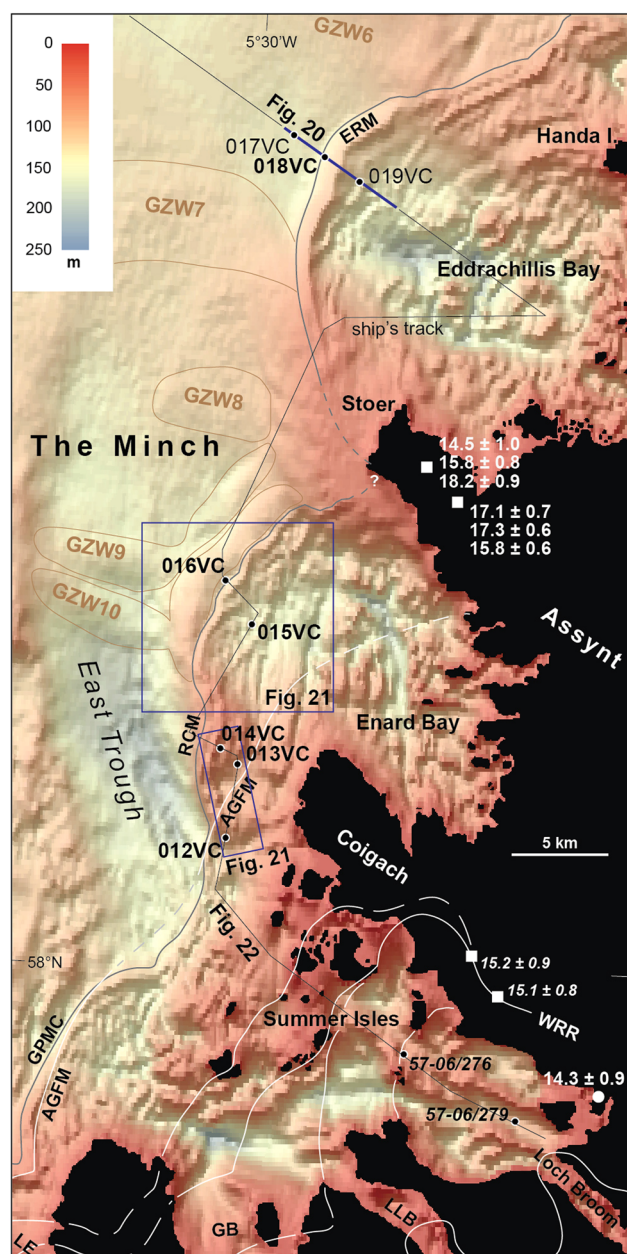 0
50
100
150
200
250
m
5°30'W
GZW6
Fig. 20
ERM
017VC
018VC
019VC
Handa I.
GZW7
Eddrachillis Bay
ship's track
GZW8
Stoer
The Minch
?
14.5 ± 1.0
15.8 ± 0.8
18.2 ± 0.9
17.1 ± 0.7
17.3 ± 0.6
15.8 ± 0.6
GZW9
016VC
GZW10
015VC
Assynt
East Trough
Fig. 21
Enard Bay
RCM
014VC
013VC
AGFM
012VC
Fig. 21
5 km
Coigach
Fig. 22
58°N
15.2 ± 0.9
15.1 ± 0.8
WRR
Summer Isles
GPMC
AGFM
57-06/276
14.3 ± 0.9
57-06/279
Loch Broom
LLB
GB
LE